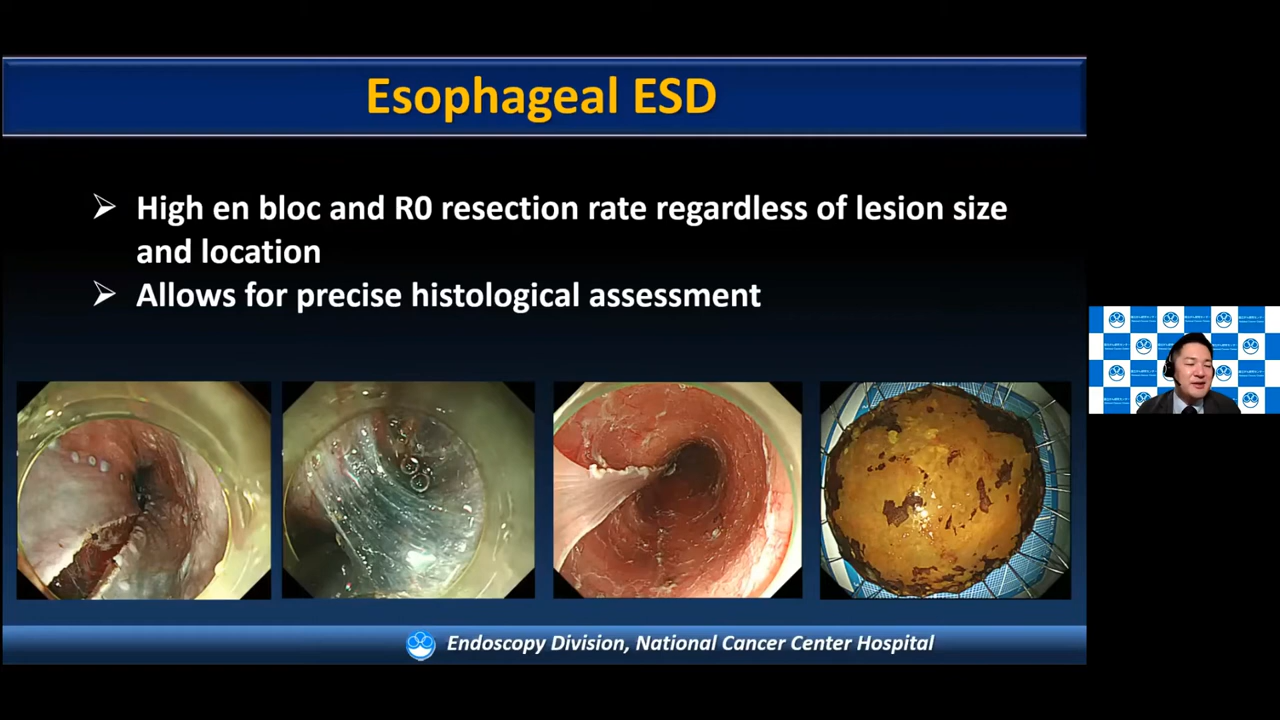 Esophageal ESD
➢ High en bloc and R0 resection rate regardless of lesion size
and location
➢ Allows for precise histological assessment
Endoscopy Division, National Cancer Center Hospital